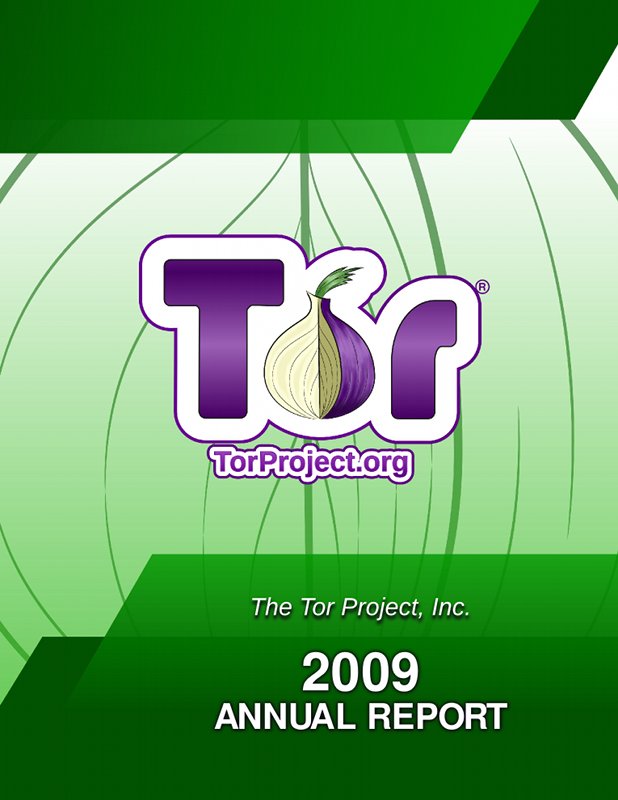 Tor®
TorProject.org
The Tor Project, Inc.
2009
ANNUAL REPORT